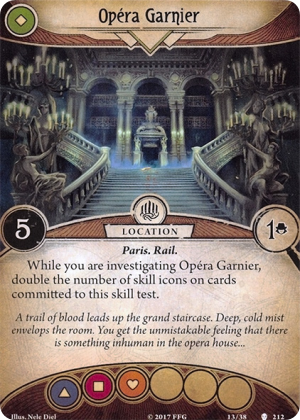 Opéra Garnier
5
LOCATION
1
Paris. Rail.
While you are investigating Opéra Garnier,
double the number of skill icons on cards
committed to this skill test.
A trail of blood leads up the grand staircase. Deep, cold mist
envelops the room. You get the unmistakable feeling that there
is something inhuman in the opera house...
Illus. Nele Diel © 2017 FFG 13/38 212